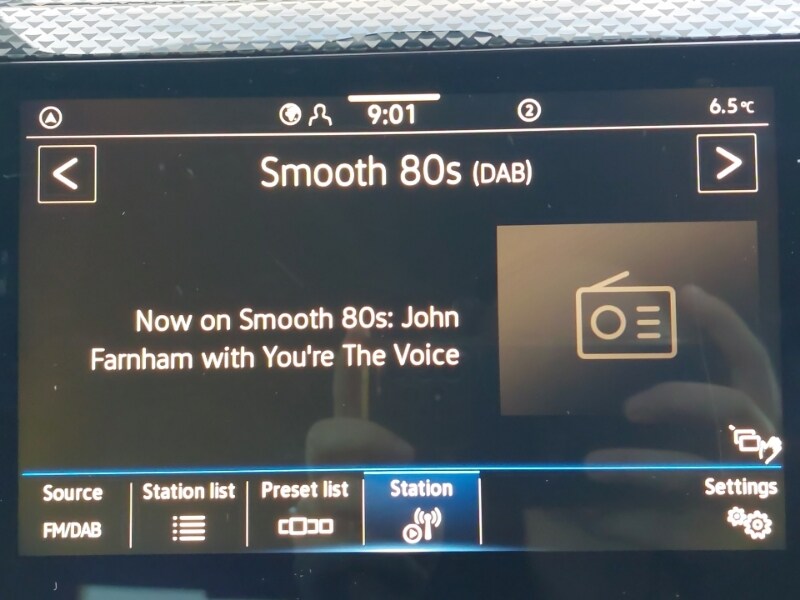 9:01 2 6.5°C
Smooth 80s (DAB)
Now on Smooth 80s: John
Farnham with You're The Voice
Source Station list Preset list Station Settings
FM/DAB